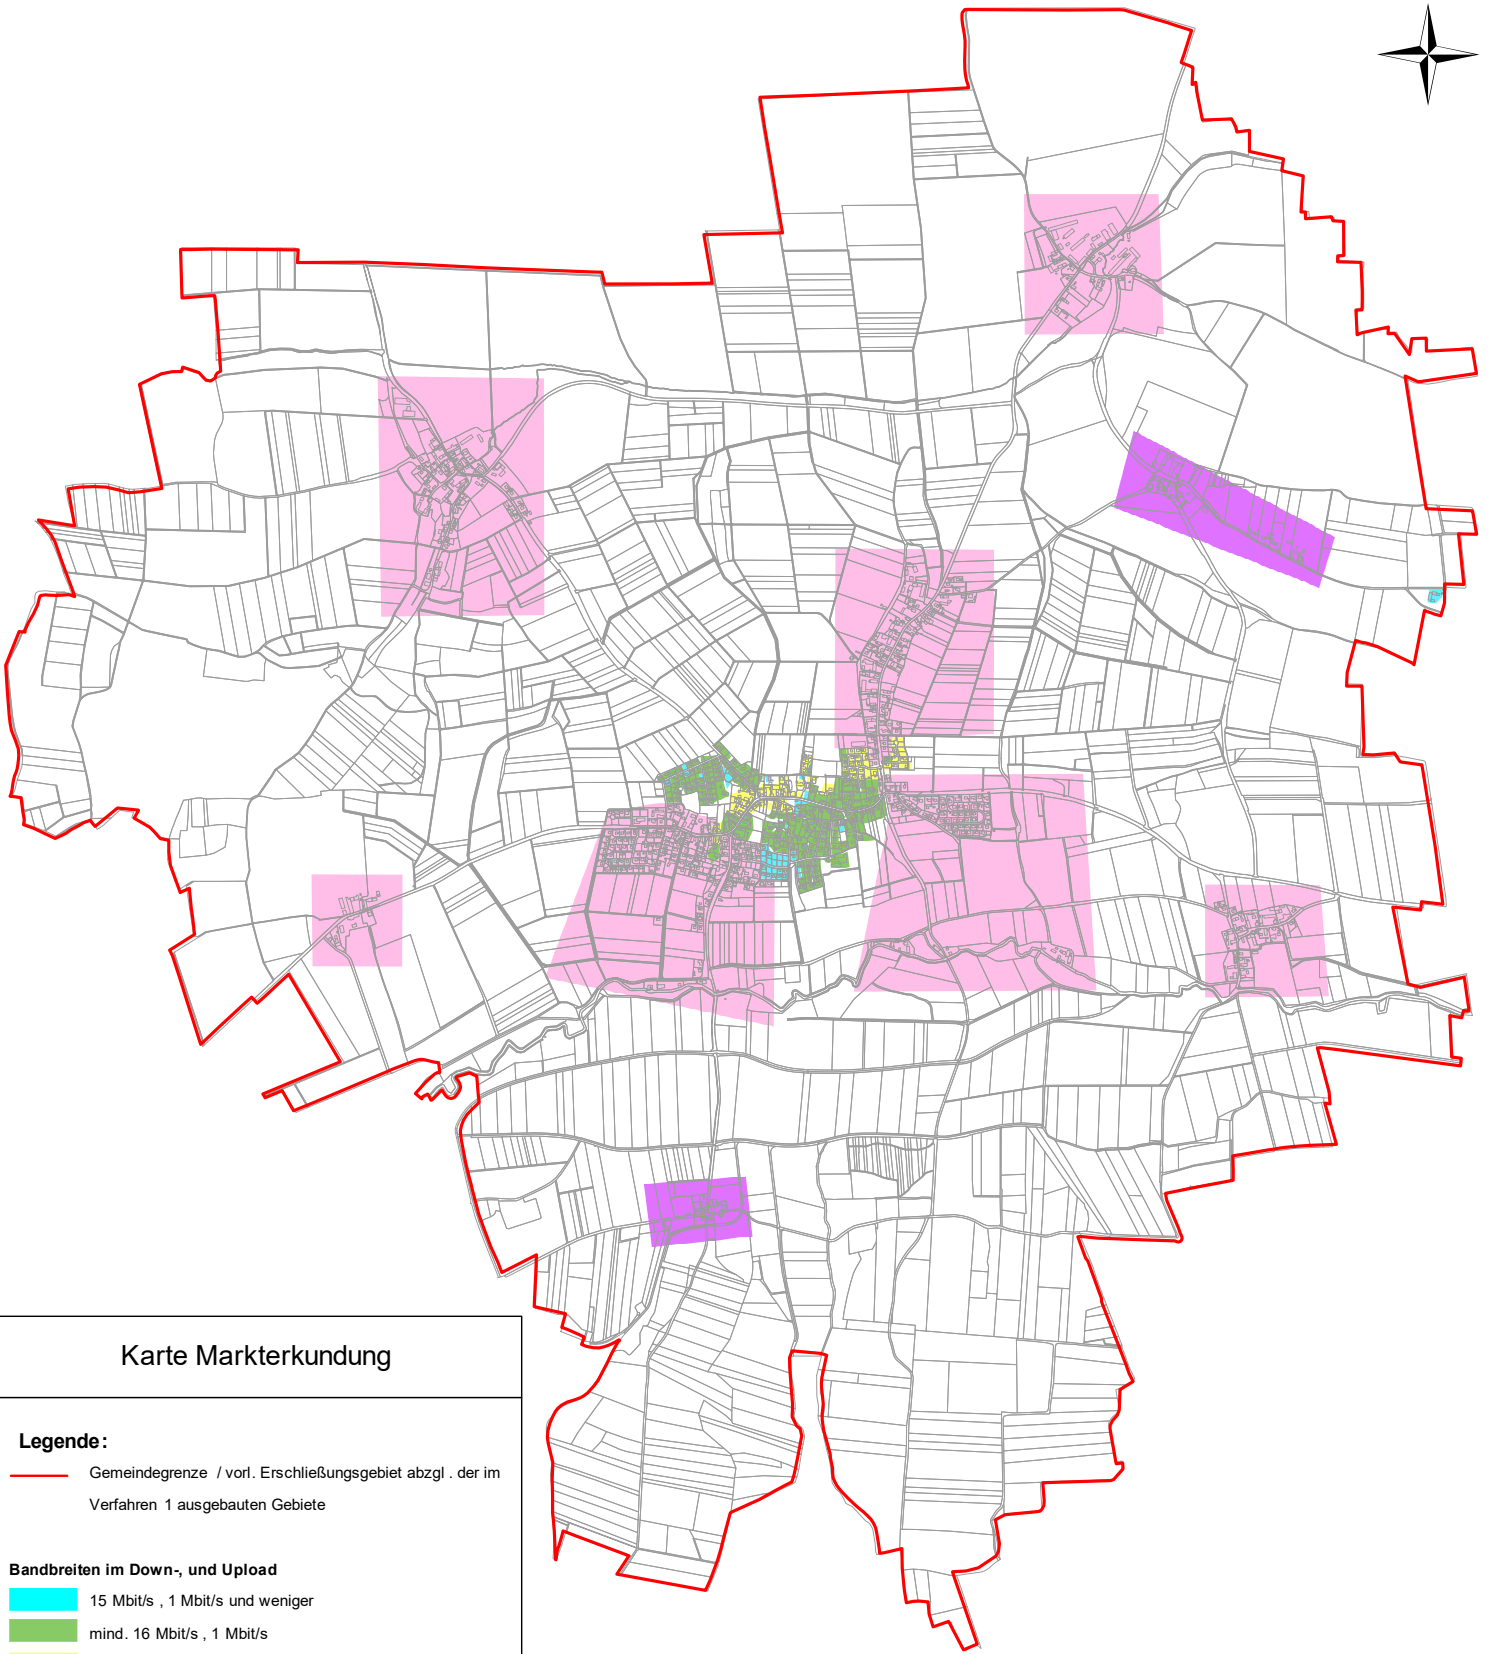 Karte Markterkundung
Legende:
Gemeindegrenze / vorl. Erschließungsgebiet abzgl . der im
Verfahren 1 ausgebauten Gebiete
Bandbreiten im Down-, und Upload
15 Mbit/s , 1 Mbit/s und weniger
mind. 16 Mbit/s , 1 Mbit/s